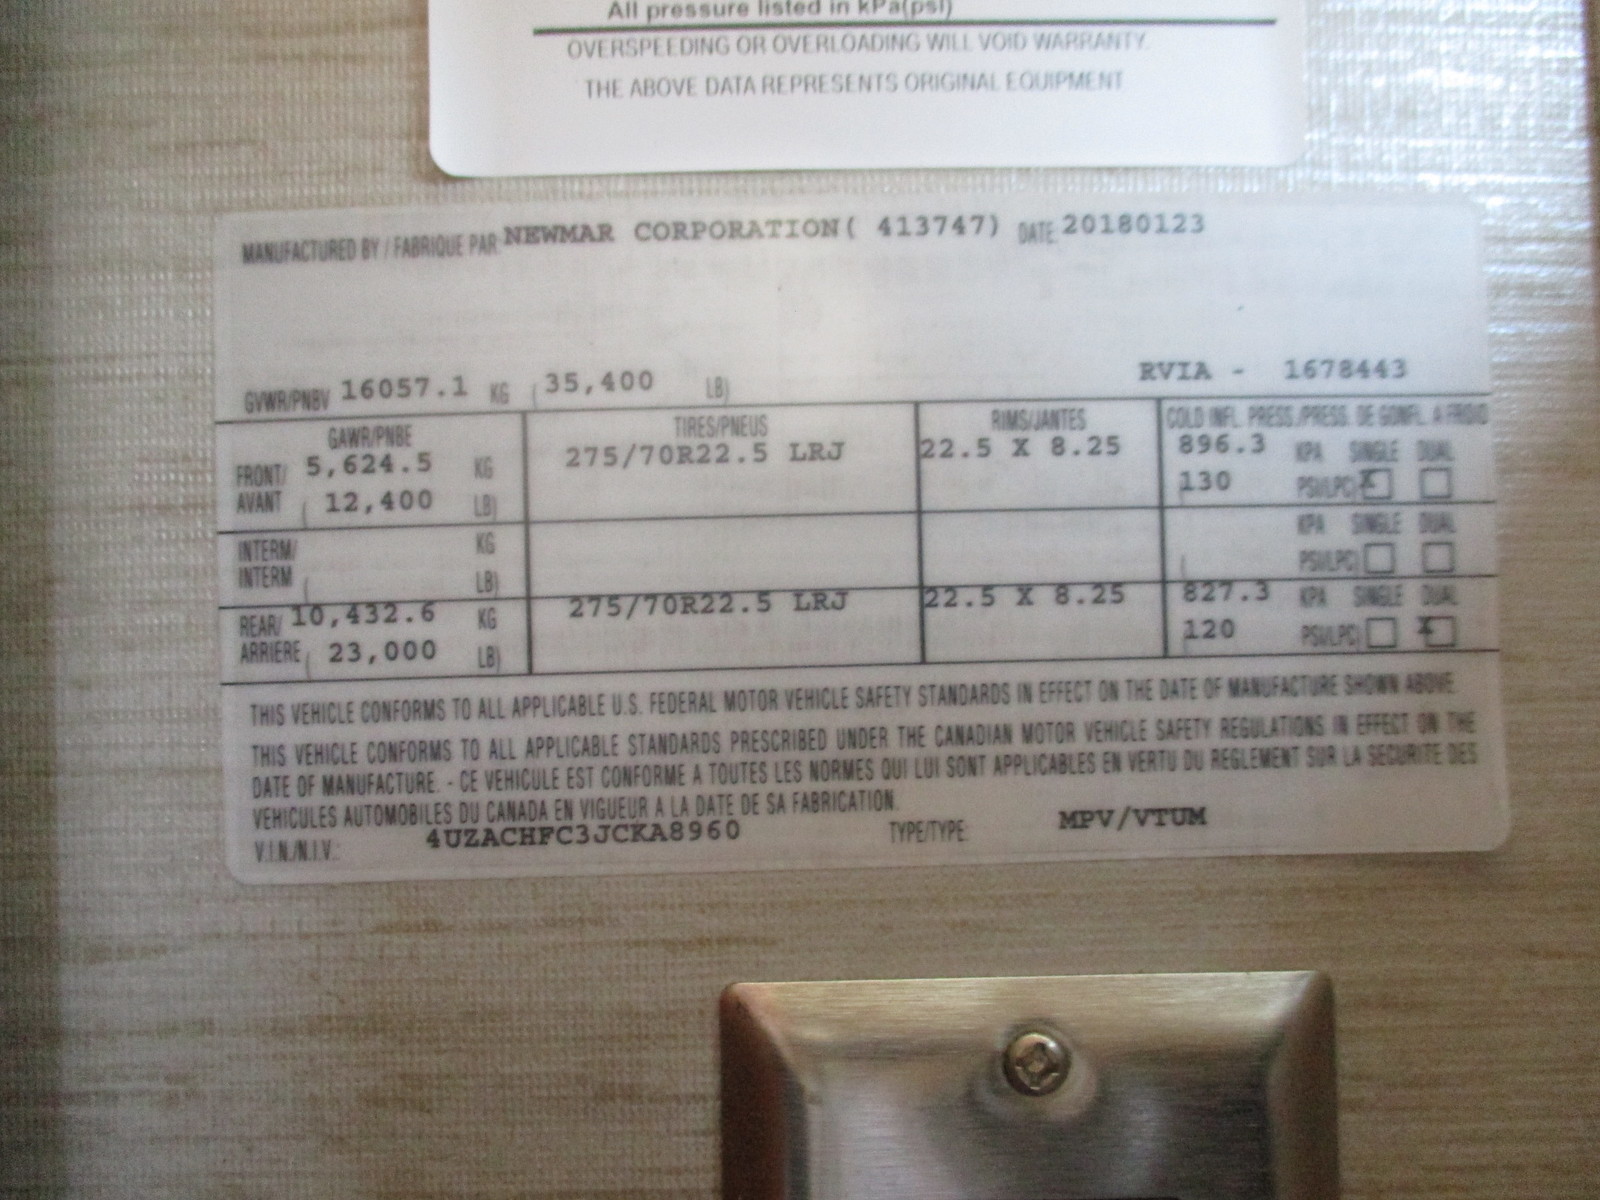 All pressure listed in kPa(psi)
OVERSPEEDING OR OVERLOADING WILL VOID WARRANTY.
THE ABOVE DATA REPRESENTS ORIGINAL EQUIPMENT
MANUFACTURED BY / FABRIQUE PAR: NEWMAR CORPORATION( 413747) DATE: 20180123
RVIA - 1678443
GVWR/PNBV 16057.1 KG ( 35,400 LB)
GAWR/PNBE TIRES/PNEUS RIMS/JANTES COLD INFL. PRESS./PRESS. DE GONFL. A FROID
FRONT/ 5,624.5 KG 275/70R22.5 LRJ 22.5 X 8.25 896.3 KPA SINGLE DUAL
AVANT ( 12,400 LB) (130 PSI/LPC) X
INTERM/ KG KPA SINGLE DUAL
INTERM ( LB) ( PSI/LPC)
REAR/ 10,432.6 KG 275/70R22.5 LRJ 22.5 X 8.25 827.3 KPA SINGLE DUAL
ARRIERE ( 23,000 LB) (120 PSI/LPC) X
THIS VEHICLE CONFORMS TO ALL APPLICABLE U.S. FEDERAL MOTOR VEHICLE SAFETY STANDARDS IN EFFECT ON THE DATE OF MANUFACTURE SHOWN ABOVE
THIS VEHICLE CONFORMS TO ALL APPLICABLE STANDARDS PRESCRIBED UNDER THE CANADIAN MOTOR VEHICLE SAFETY REGULATIONS IN EFFECT ON THE
DATE OF MANUFACTURE. - CE VEHICULE EST CONFORME A TOUTES LES NORMES QUI LUI SONT APPLICABLES EN VERTU DU REGLEMENT SUR LA SECURITE DES
VEHICULES AUTOMOBILES DU CANADA EN VIGUEUR A LA DATE DE SA FABRICATION.
V.I.N./N.I.V.: 4UZACHFC3JCKA8960 TYPE/TYPE: MPV/VTUM